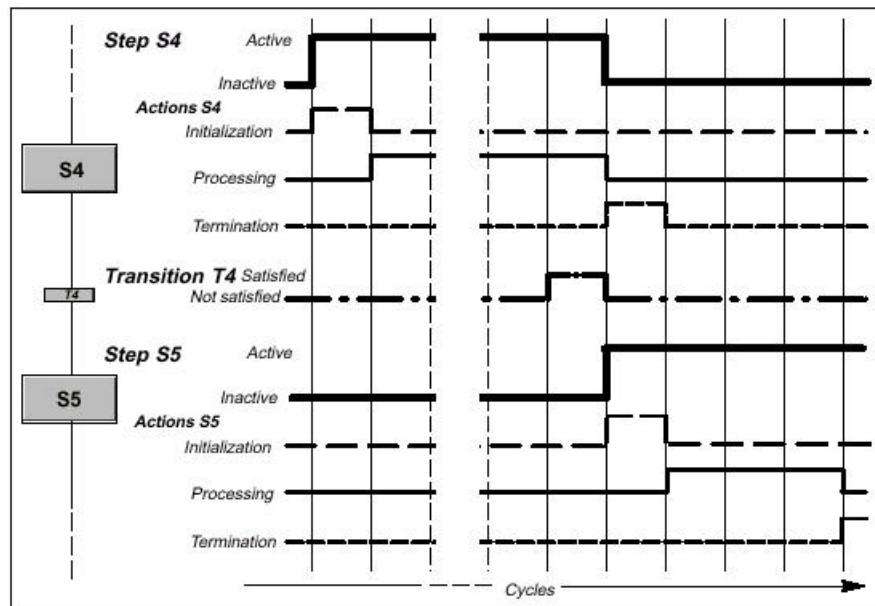 Step S4 Active
Inactive
Actions S4
Initialization
S4
Processing
Termination
Transition T4 Satisfied
T4 Not satisfied
Step S5 Active
S5
Inactive
Actions S5
Initialization
Processing
Termination
Cycles